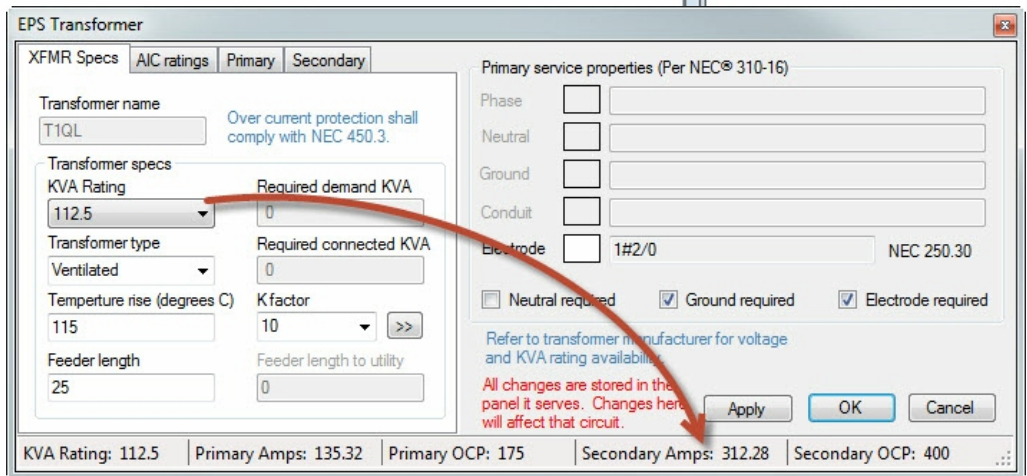 EPS Transformer
XFMR Specs AIC ratings Primary Secondary
Transformer name
T1QL
Over current protection shall
comply with NEC 450.3.
Transformer specs
KVA Rating Required demand KVA
112.5 0
Transformer type Required connected KVA
Ventilated 0
Temperture rise (degrees C) K factor
115 10 >>
Feeder length Feeder length to utility
25 0
Primary service properties (Per NEC® 310-16)
Phase
Neutral
Ground
Conduit
Electrode 1#2/0 NEC 250.30
Neutral required Ground required Electrode required
Refer to transformer manufacturer for voltage
and KVA rating availability.
All changes are stored in the
panel it serves. Changes here
will affect that circuit.
Apply OK Cancel
KVA Rating: 112.5 Primary Amps: 135.32 Primary OCP: 175 Secondary Amps: 312.28 Secondary OCP: 400